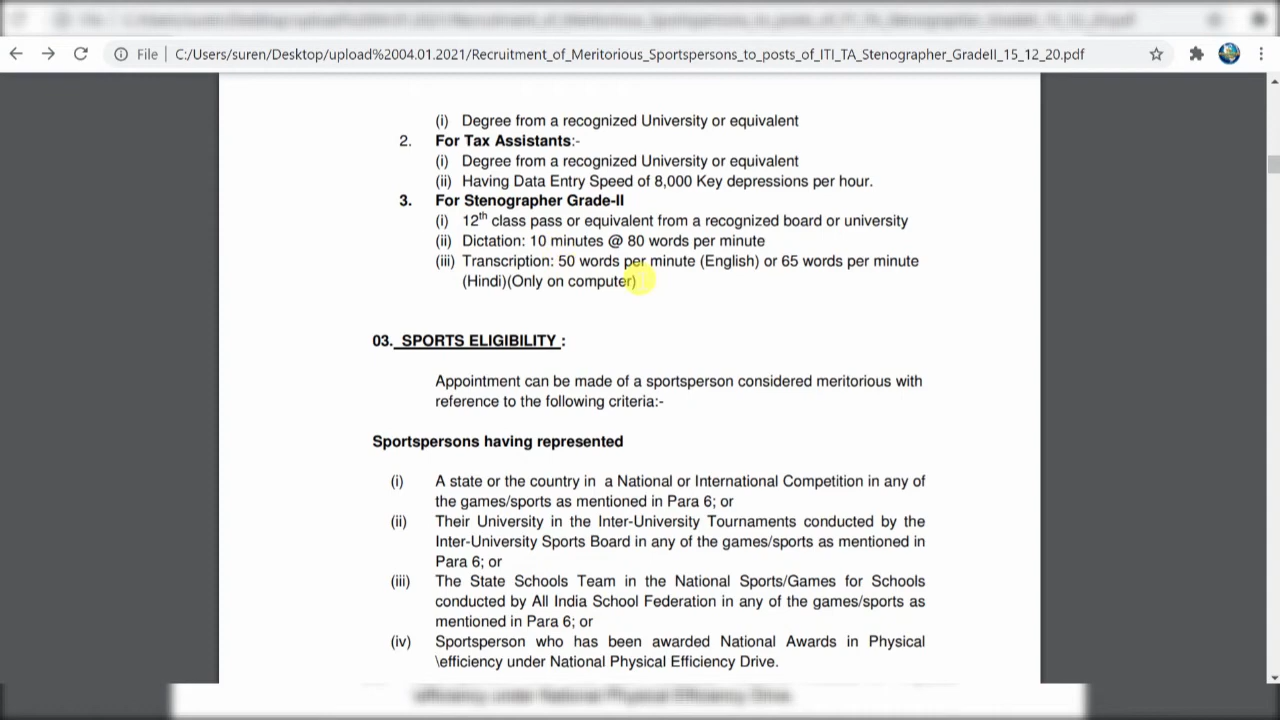 File C:/Users/suren/Desktop/upload%2004.01.2021/Recruitment_of_Meritorious_Sportspersons_to_posts_of_ITI_TA_Stenographer_GradeII_15_12_20.pdf
(i) Degree from a recognized University or equivalent
2. For Tax Assistants:-
(i) Degree from a recognized University or equivalent
(ii) Having Data Entry Speed of 8,000 Key depressions per hour.
3. For Stenographer Grade-II
(i) 12th class pass or equivalent from a recognized board or university
(ii) Dictation: 10 minutes @ 80 words per minute
(iii) Transcription: 50 words per minute (English) or 65 words per minute
(Hindi)(Only on computer)
03. SPORTS ELIGIBILITY :
Appointment can be made of a sportsperson considered meritorious with
reference to the following criteria:-
Sportspersons having represented
(i) A state or the country in a National or International Competition in any of
the games/sports as mentioned in Para 6; or
(ii) Their University in the Inter-University Tournaments conducted by the
Inter-University Sports Board in any of the games/sports as mentioned in
Para 6; or
(iii) The State Schools Team in the National Sports/Games for Schools
conducted by All India School Federation in any of the games/sports as
mentioned in Para 6; or
(iv) Sportsperson who has been awarded National Awards in Physical
\efficiency under National Physical Efficiency Drive.
efficiency under National Physical Efficiency Drive.